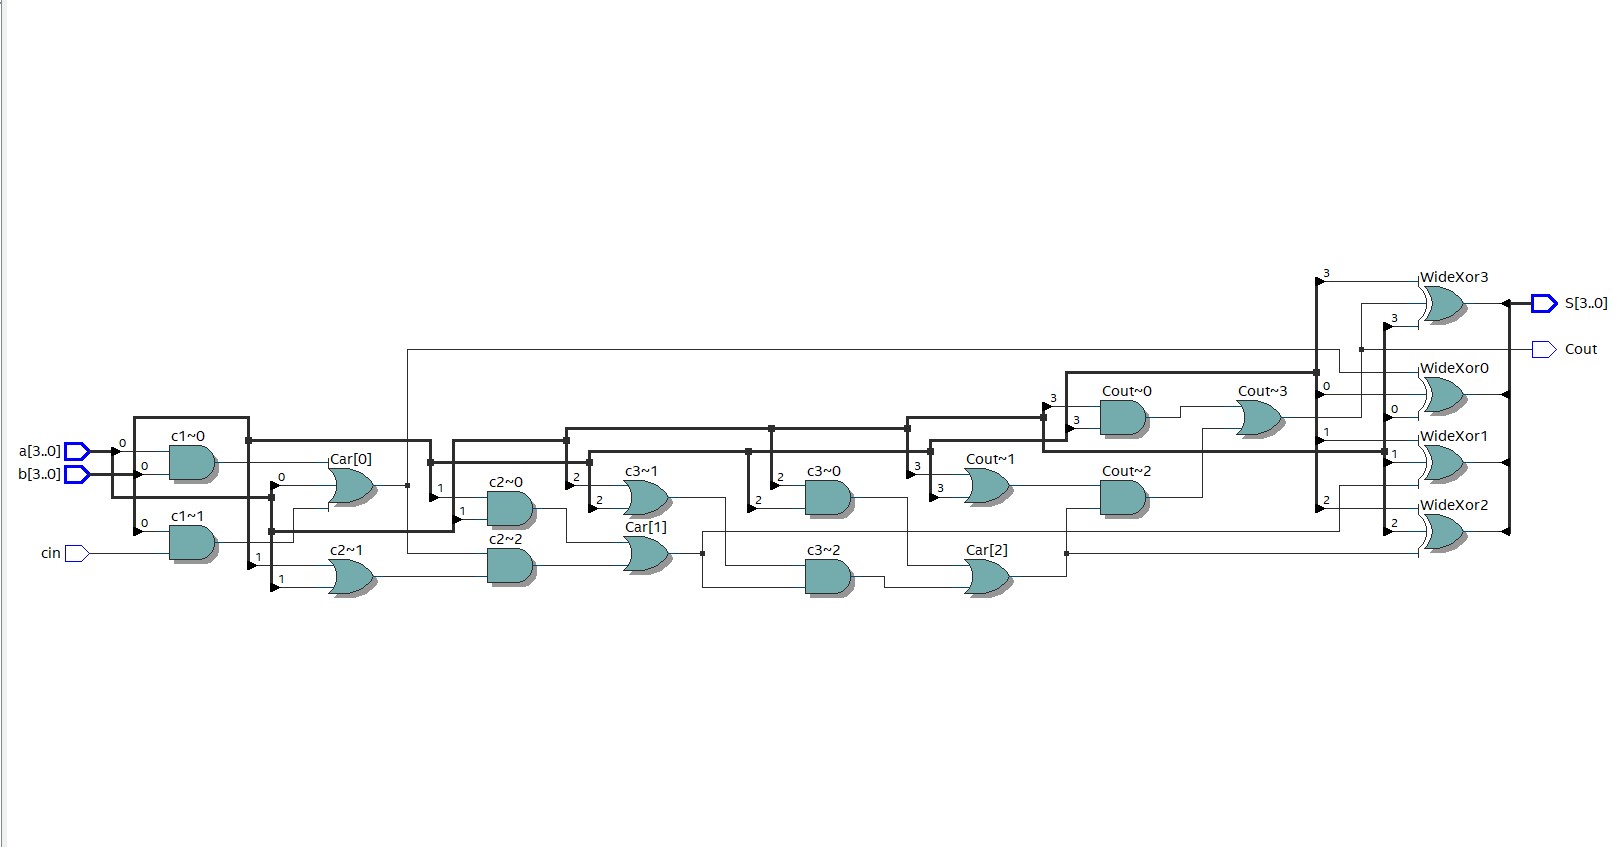 WideXor3
3
S[3..0]
3
Cout
WideXor0
Cout~0
Cout~3
0
3
0
3
c1~0
WideXor1
1
a[3..0]
0
b[3..0]
0
Car[0]
Cout~1
1
c3~1
c3~0
Cout~2
3
0
2
2
c2~0
1
3
2
2
WideXor2
2
1
c1~1
0
Car[1]
2
c2~2
cin
c2~1
1
c3~2
Car[2]
1